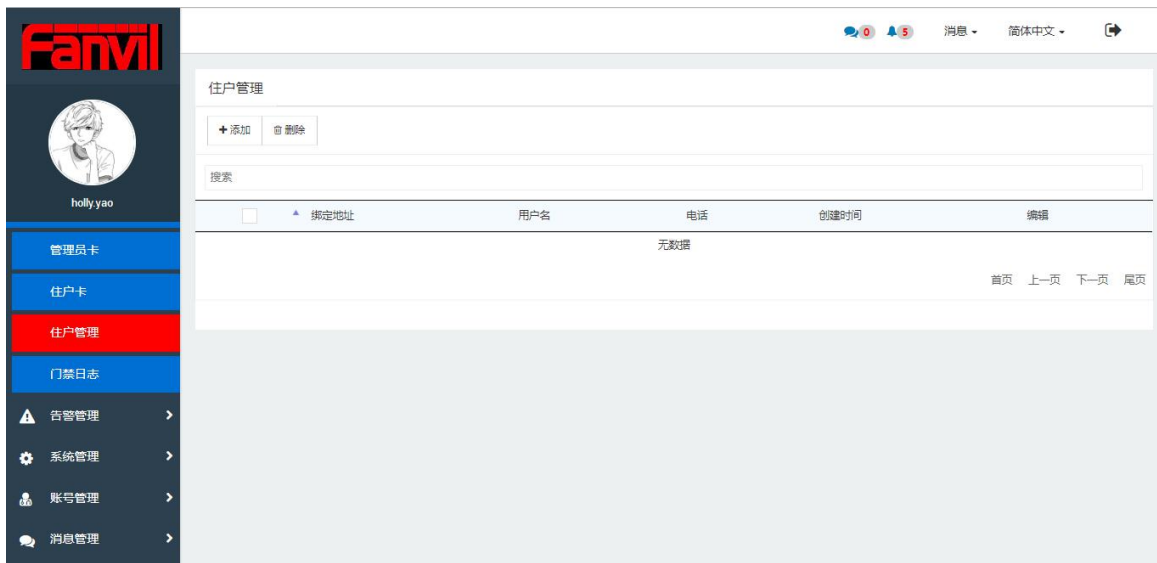 Fanvil
0 5 消息 简体中文
holly.yao
管理员卡
住户卡
住户管理
门禁日志
告警管理
系统管理
账号管理
消息管理
住户管理
添加 删除
搜索
绑定地址 用户名 电话 创建时间 编辑
无数据
首页 上一页 下一页 尾页